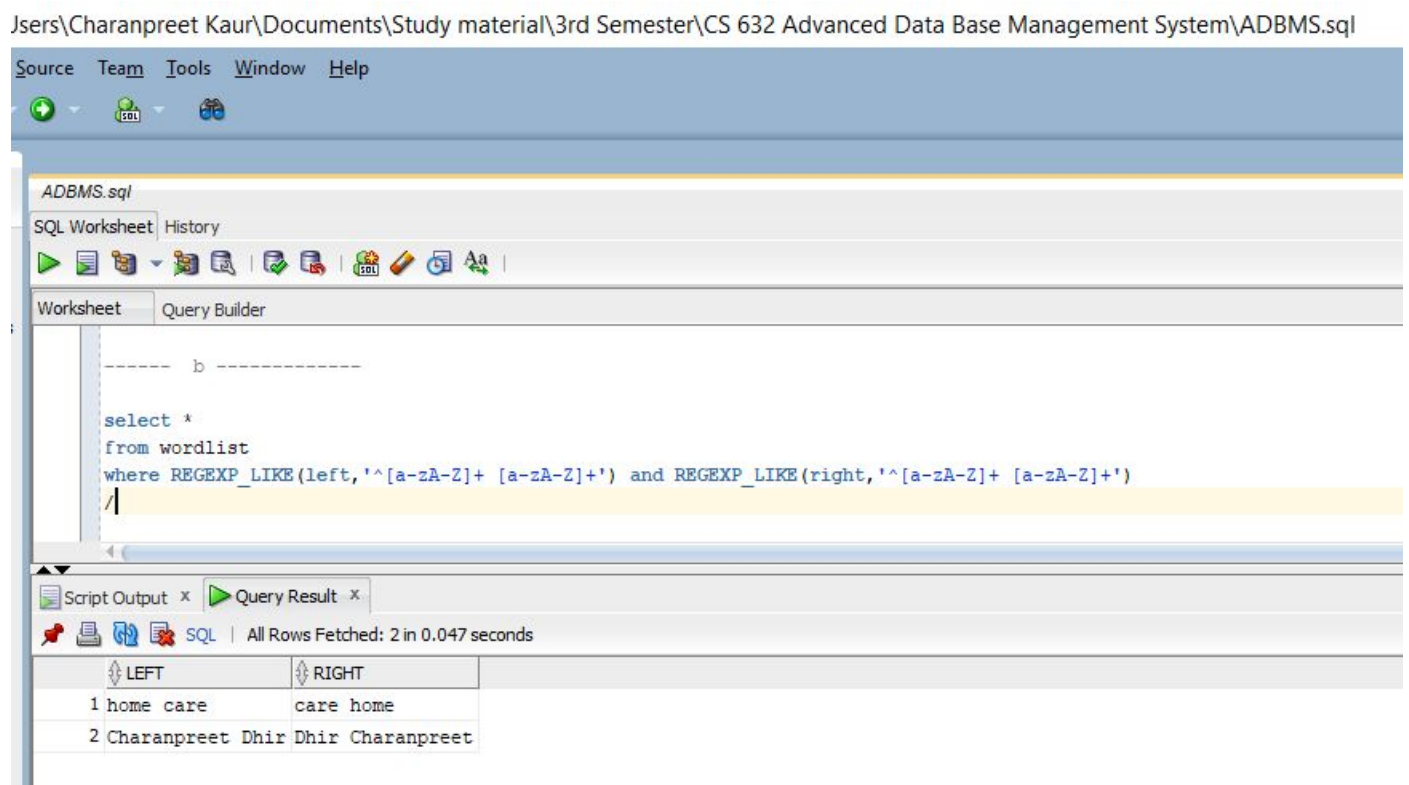 Jsers\Charanpreet Kaur\Documents\Study material\3rd Semester\CS 632 Advanced Data Base Management System\ADBMS.sql
Source Team Tools Window Help
SQL
ADBMS.sql
SQL Worksheet History
SQL Aa
Worksheet Query Builder
s
------ b -------------
select *
from wordlist
where REGEXP_LIKE(left,'^[a-zA-Z]+ [a-zA-Z]+') and REGEXP_LIKE(right,'^[a-zA-Z]+ [a-zA-Z]+')
/
Script Output x Query Result x
SQL | All Rows Fetched: 2 in 0.047 seconds
LEFT RIGHT
1 home care care home
2 Charanpreet Dhir Dhir Charanpreet